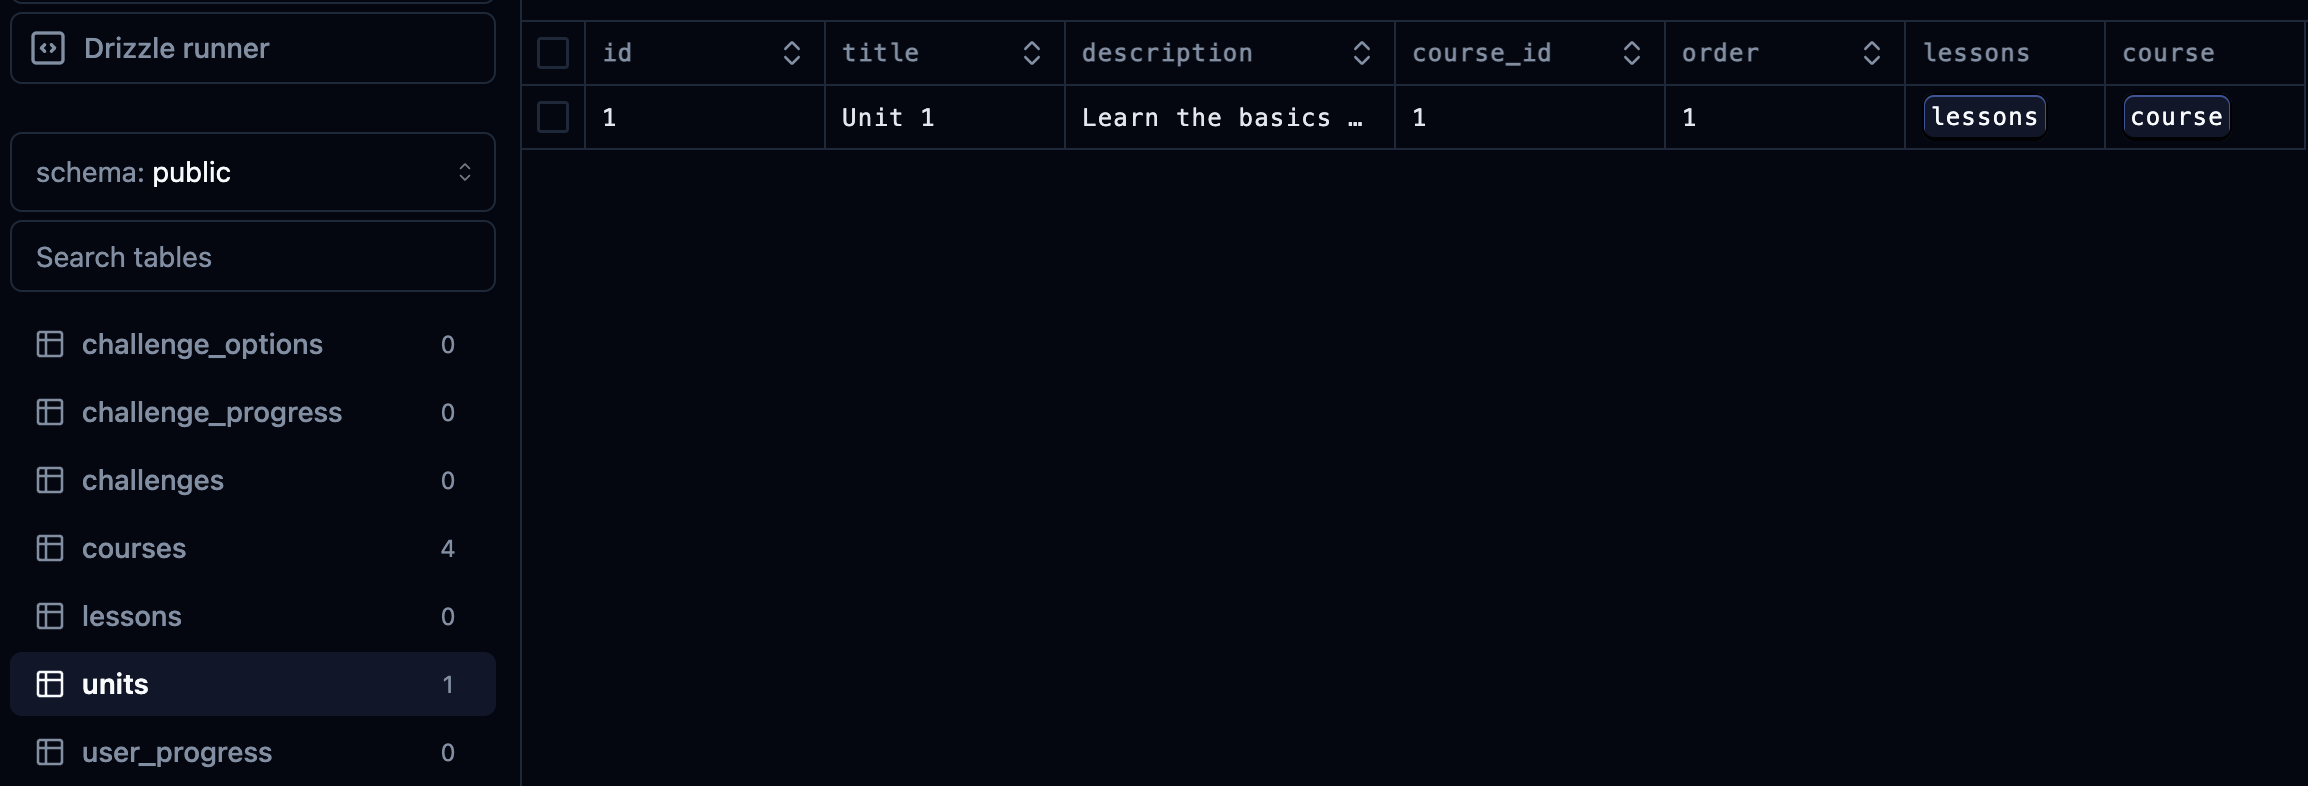 Drizzle runner
schema: public
Search tables
challenge_options 0
challenge_progress 0
challenges 0
courses 4
lessons 0
units 1
user_progress 0
id title description course_id order lessons course
1 Unit 1 Learn the basics … 1 1 lessons course